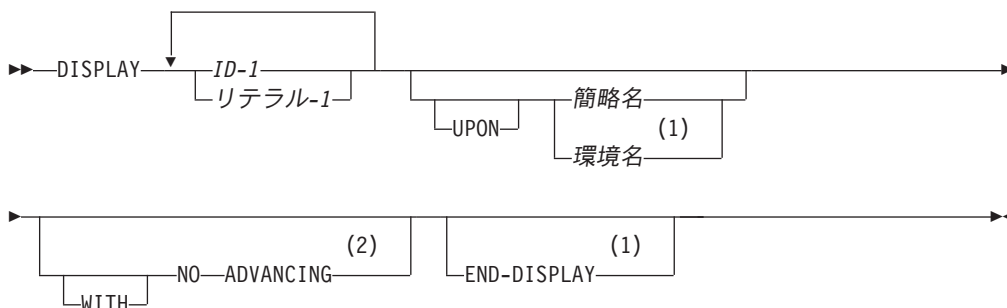 DISPLAY ID-1
リテラル-1
簡略名
UPON (1)
環境名
(2) (1)
NO ADVANCING END-DISPLAY
WITH